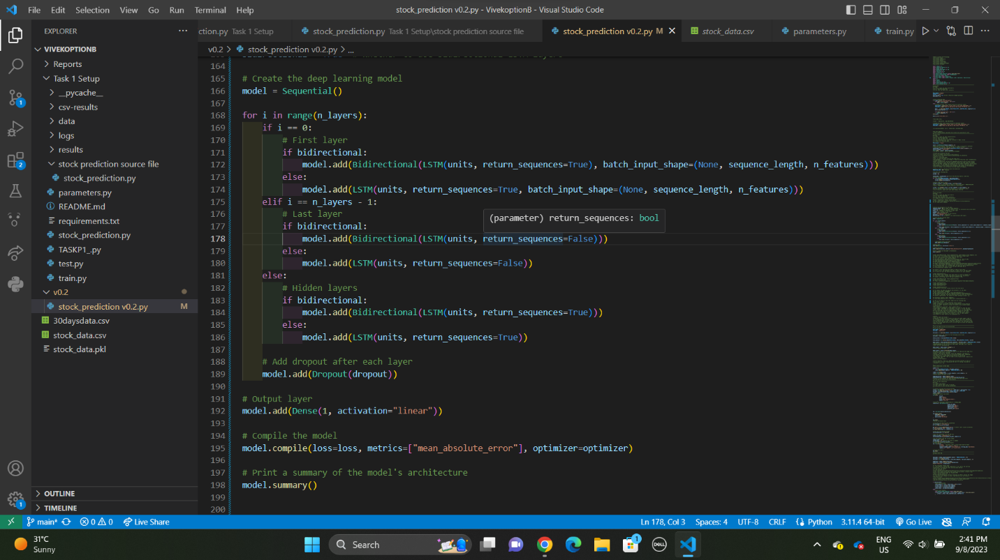 File Edit Selection View Go Run Terminal Help
stock_prediction v0.2.py - VivekoptionB - Visual Studio Code
EXPLORER
ction.py Task 1 Setup
stock_prediction.py Task 1 Setup\stock prediction source file
stock_prediction v0.2.py M
stock_data.csv
parameters.py
train.py
VIVEKOPTIONB
Reports
Task 1 Setup
__pycache__
csv-results
data
logs
results
stock prediction source file
stock_prediction.py
parameters.py
README.md
requirements.txt
stock_prediction.py
TASKP1_.py
test.py
train.py
v0.2
stock_prediction v0.2.py M
30daysdata.csv
stock_data.csv
stock_data.pkl
OUTLINE
TIMELINE
1
2
1
v0.2 > stock_prediction v0.2.py > ...
164
165 # Create the deep learning model
166 model = Sequential()
167
168 for i in range(n_layers):
169 if i == 0:
170 # First layer
171 if bidirectional:
172 model.add(Bidirectional(LSTM(units, return_sequences=True), batch_input_shape=(None, sequence_length, n_features)))
173 else:
174 model.add(LSTM(units, return_sequences=True, batch_input_shape=(None, sequence_length, n_features)))
175 elif i == n_layers - 1:
176 # Last layer
(parameter) return_sequences: bool
177 if bidirectional:
178 model.add(Bidirectional(LSTM(units, return_sequences=False)))
179 else:
180 model.add(LSTM(units, return_sequences=False))
181 else:
182 # Hidden layers
183 if bidirectional:
184 model.add(Bidirectional(LSTM(units, return_sequences=True)))
185 else:
186 model.add(LSTM(units, return_sequences=True))
187
188 # Add dropout after each layer
189 model.add(Dropout(dropout))
190
191 # Output layer
192 model.add(Dense(1, activation="linear"))
193
194 # Compile the model
195 model.compile(loss=loss, metrics=["mean_absolute_error"], optimizer=optimizer)
196
197 # Print a summary of the model's architecture
198 model.summary()
199
200
main* 0 0 Live Share
Ln 178, Col 3 Spaces: 4 UTF-8 CRLF Python 3.11.4 64-bit Go Live
31°C
Sunny
Search
1
DELL
ENG
US
2:41 PM
9/8/2023